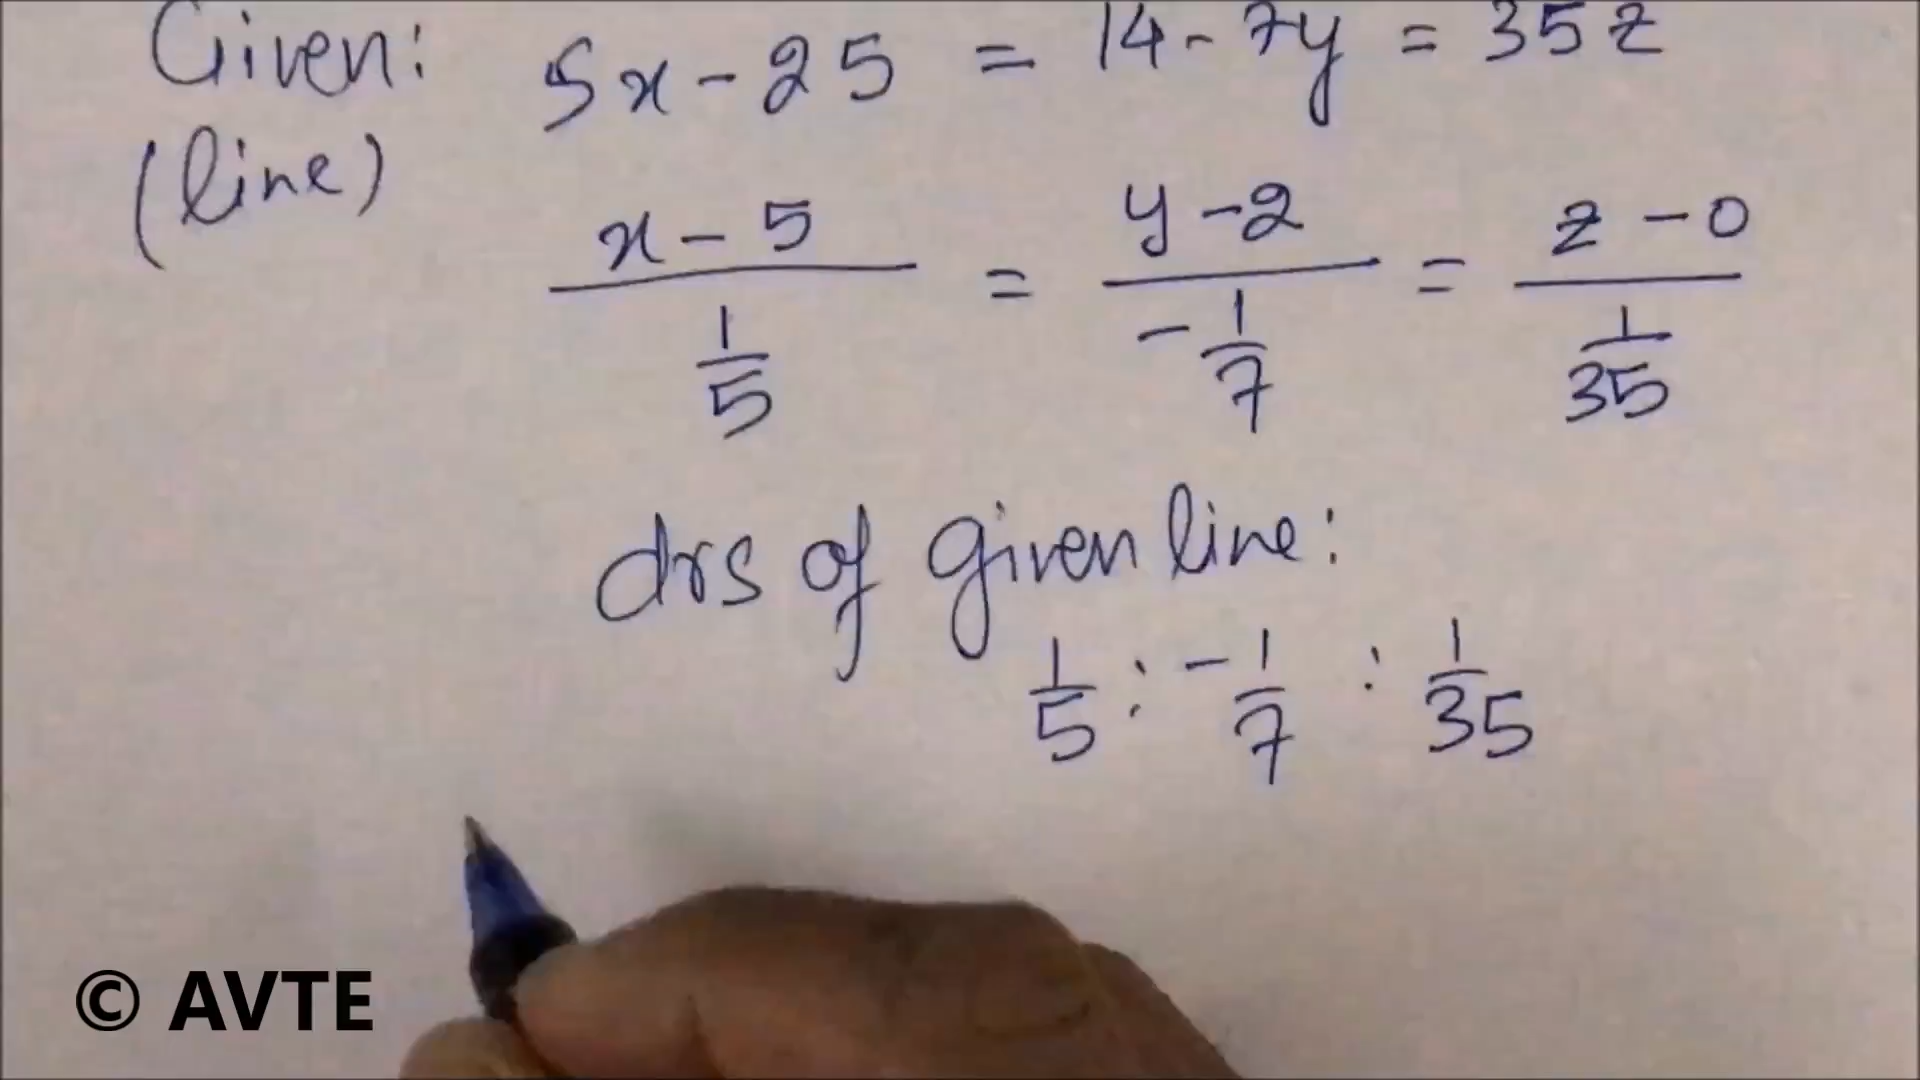 Given: 5x - 25 = 14 - 7y = 35z
(line)
x - 5 / 1/5 = y - 2 / -1/7 = z - 0 / 1/35
drs of given line:
1/5 : -1/7 : 1/35
© AVTE